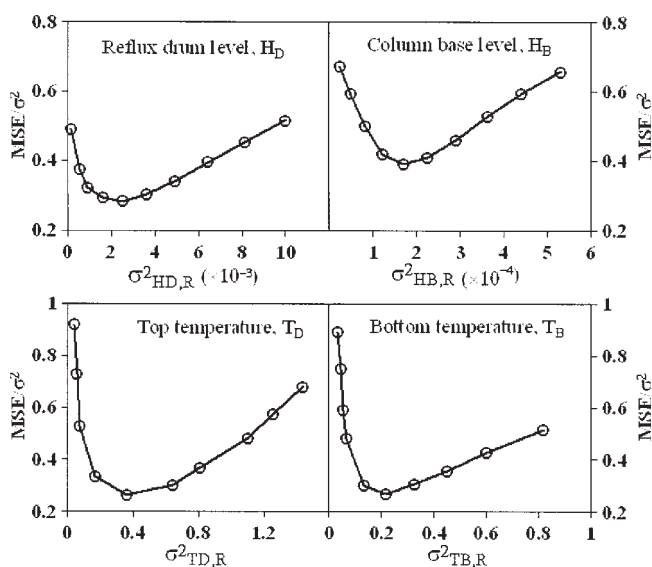 0.8
Reflux drum level, H_D
MSE/σ²
0.6
0.4
0.2
0 2 4 6 8 10
σ²_HD,R (×10⁻³)
Column base level, H_B
0.8
0.6
MSE/σ²
0.4
0.2
1 2 3 4 5 6
σ²_HB,R (×10⁻⁴)
1
Top temperature, T_D
0.8
MSE/σ²
0.6
0.4
0.2
0 0.4 0.8 1.2
σ²_TD,R
Bottom temperature, T_B
1
0.8
MSE/σ²
0.6
0.4
0.2
0 0.2 0.4 0.6 0.8 1
σ²_TB,R